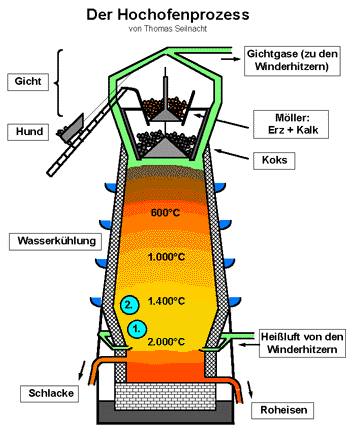 Der Hochofenprozess
von Thomas Seilnacht
Gichtgase (zu den
Winderhitzern)
Gicht
Hund
Möller:
Erz + Kalk
Koks
600°C
Wasserkühlung
1.000°C
1.400°C
2.
1.
2.000°C
Heißluft von den
Winderhitzern
Schlacke
Roheisen